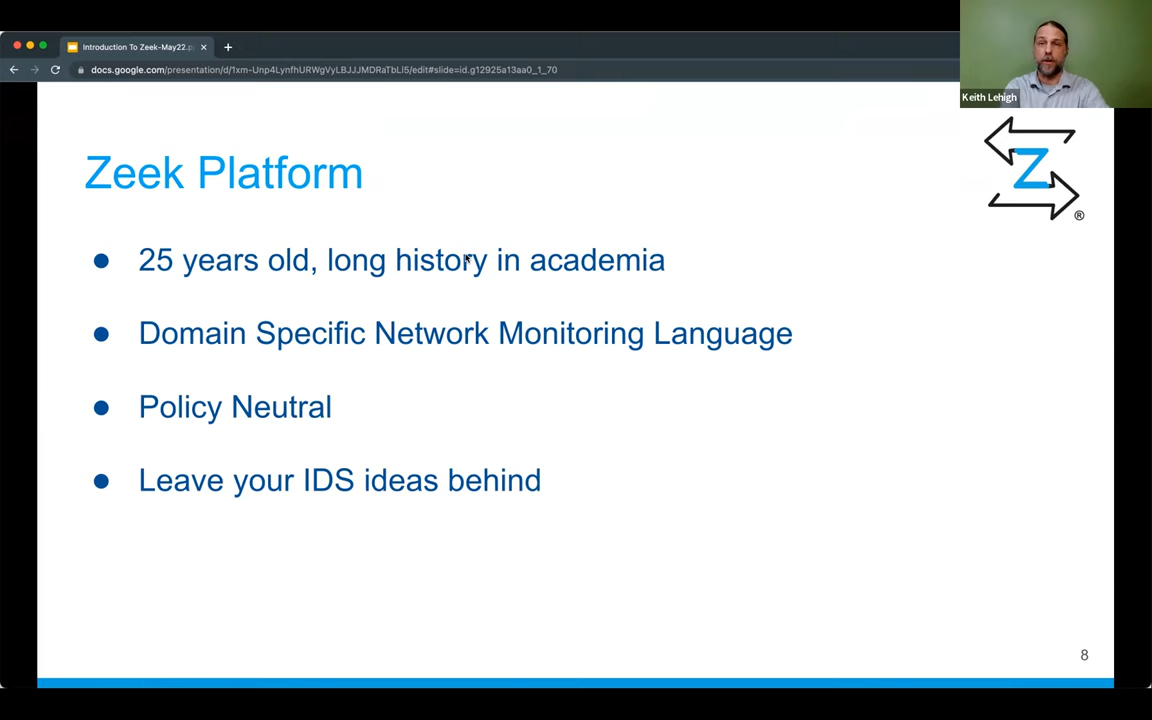 Introduction To Zeek-May22.p
docs.google.com/presentation/d/1xm-Unp4LynfhURWgVyLBJJJMDRaTbLl5/edit#slide=id.g12925a13aa0_1_70
Keith Lehigh
Z
®
Zeek Platform
● 25 years old, long history in academia
● Domain Specific Network Monitoring Language
● Policy Neutral
● Leave your IDS ideas behind
8